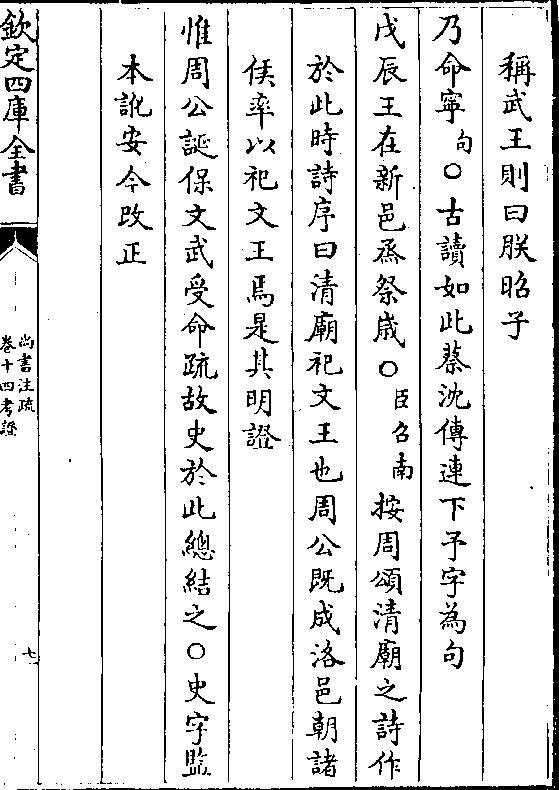 稱武王則曰朕昭子
乃命寧句○古讀如此蔡沈傳連下予字為句
戊辰王在新邑烝祭歲○臣召南按周頌清廟之詩作
於此時詩序曰清廟祀文王也周公既成洛邑朝諸
侯率以祀文王焉是其明證
惟周公誕保文武受命疏故史於此總結之○史字監
本訛安今改正
欽定四庫全書
尚書注疏
卷十四考證
七